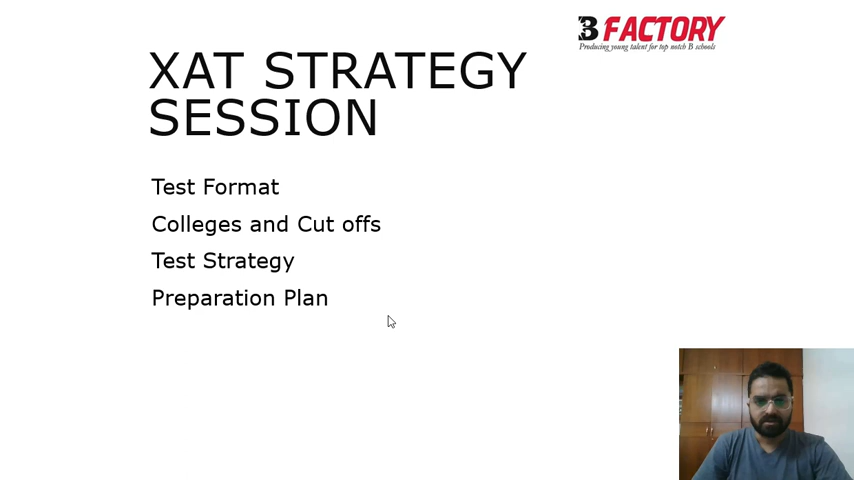 B FACTORY
Producing young talent for top notch B schools
XAT STRATEGY
SESSION
Test Format
Colleges and Cut offs
Test Strategy
Preparation Plan